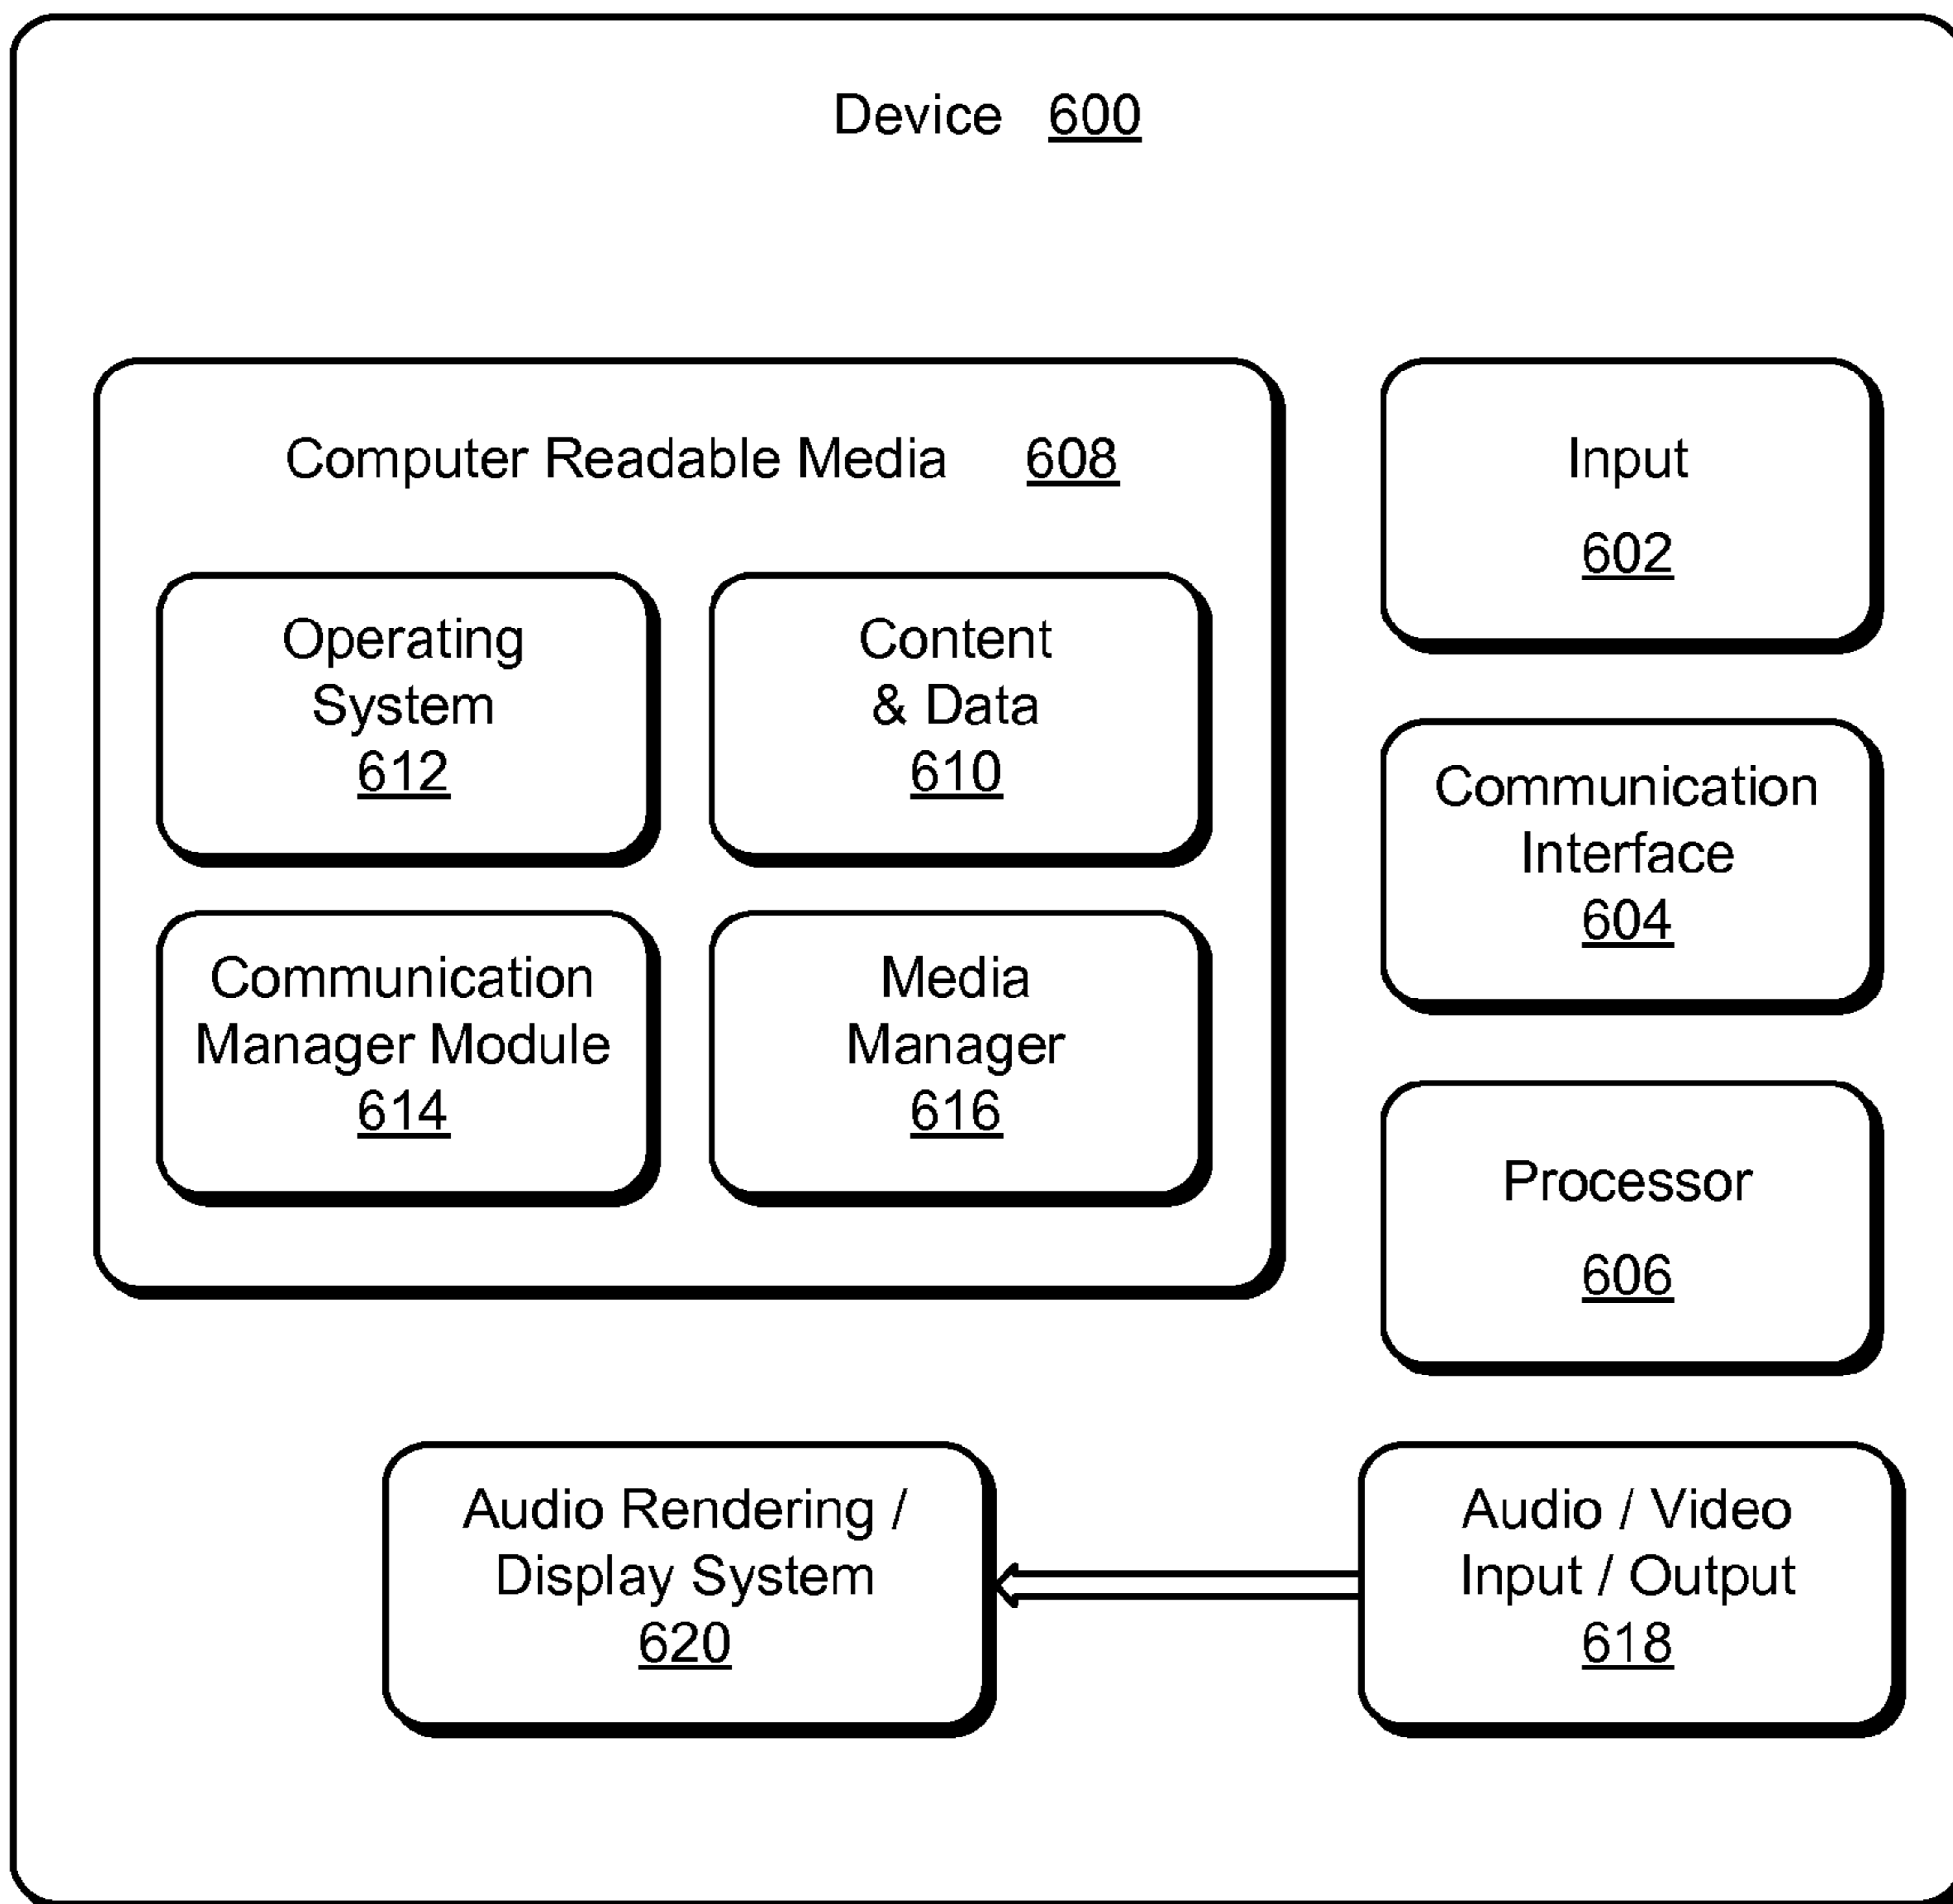 Device 600
Computer Readable Media 608
Operating
System
612
Content
& Data
610
Communication
Manager Module
614
Media
Manager
616
Input
602
Communication
Interface
604
Processor
606
Audio Rendering /
Display System
620
Audio / Video
Input / Output
618